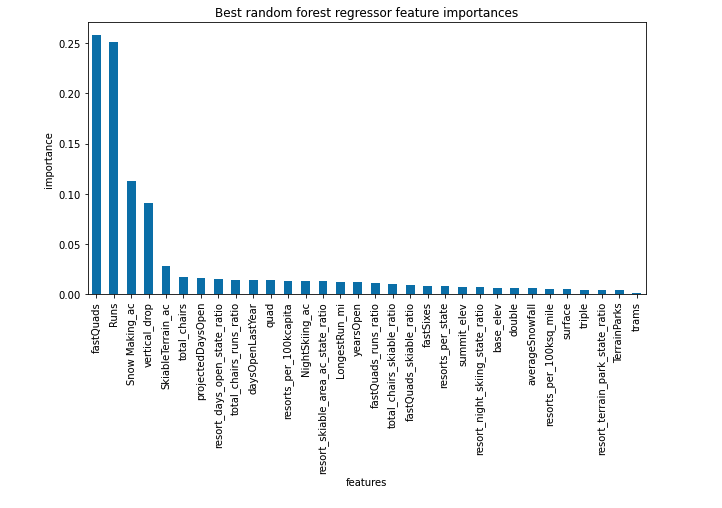 Best random forest regressor feature importances
importance
0.25
0.20
0.15
0.10
0.05
0.00
fastQuads
Runs
Snow Making_ac
vertical_drop
SkiableTerrain_ac
total_chairs
projectedDaysOpen
resort_days_open_state_ratio
total_chairs_runs_ratio
daysOpenLastYear
quad
resorts_per_100kcapita
NightSkiing_ac
resort_skiable_area_ac_state_ratio
LongestRun_mi
yearsOpen
fastQuads_runs_ratio
total_chairs_skiable_ratio
fastQuads_skiable_ratio
fastSixes
resorts_per_state
summit_elev
resort_night_skiing_state_ratio
base_elev
double
averageSnowfall
resorts_per_100ksq_mile
surface
triple
resort_terrain_park_state_ratio
TerrainParks
trams
features